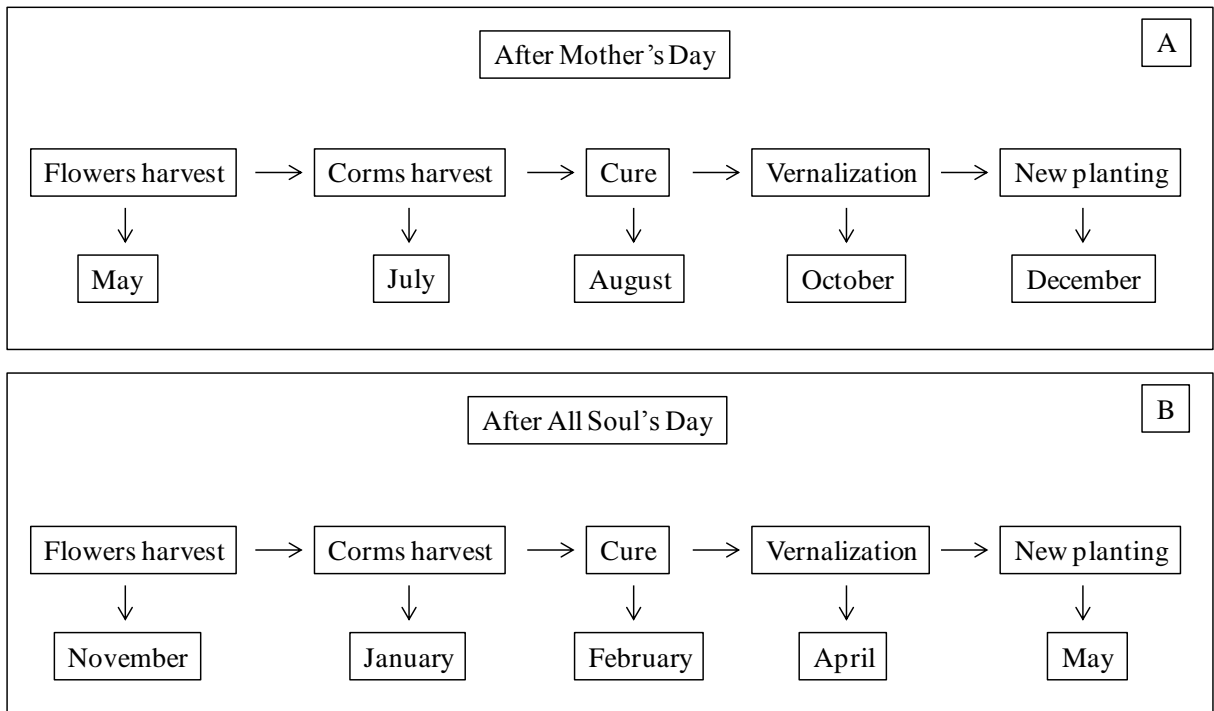 After Mother's Day
A
Flowers harvest
Corms harvest
Cure
Vernalization
New planting
May
July
August
October
December
After All Soul's Day
B
Flowers harvest
Corms harvest
Cure
Vernalization
New planting
November
January
February
April
May